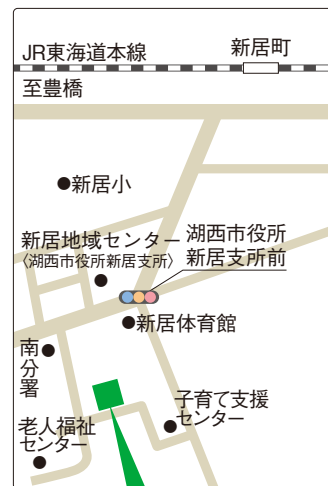 JR東海道本線
新居町
至豊橋
新居小
新居地域センター
〈湖西市役所新居支所〉
湖西市役所
新居支所前
新居体育館
南分署
子育て支援
センター
老人福祉
センター